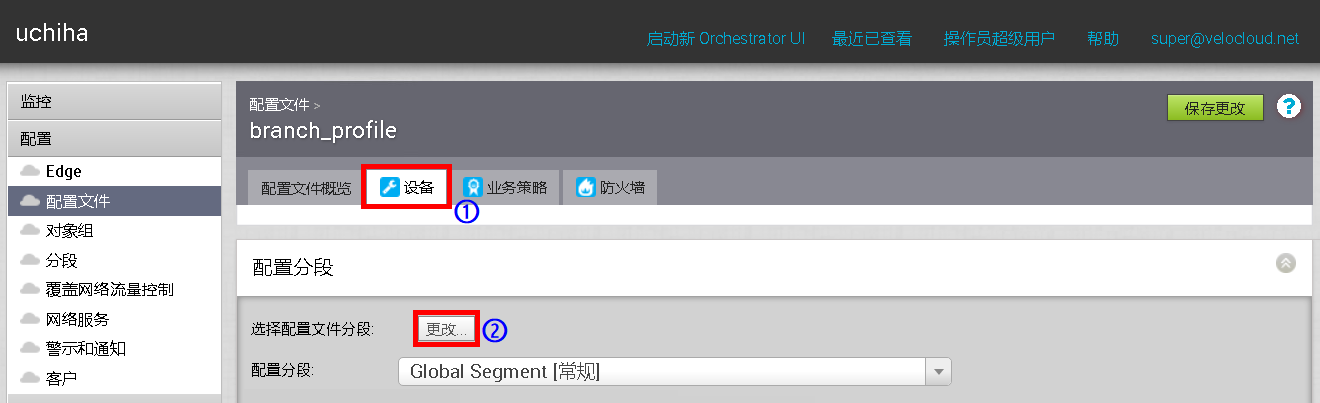 uchiha
启动新 Orchestrator UI 最近已查看 操作员超级用户 帮助 super@velocloud.net
监控
配置
Edge
配置文件
对象组
分段
覆盖网络流量控制
网络服务
警示和通知
客户
配置文件 >
branch_profile
保存更改 ?
配置文件概览 设备 业务策略 防火墙
①
配置分段
选择配置文件分段: 更改... ②
配置分段: Global Segment [常规]